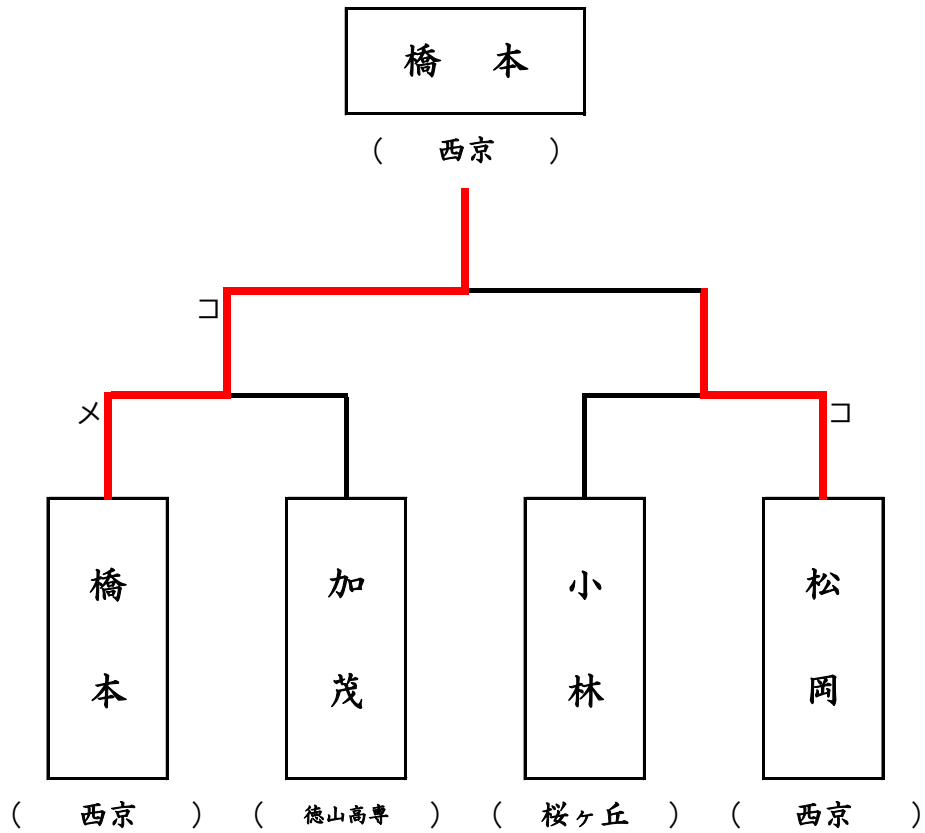 橋 本
( 西京 )
コ
メ
コ
橋本
加茂
小林
松岡
( 西京 )
( 徳山高専 )
( 桜ヶ丘 )
( 西京 )